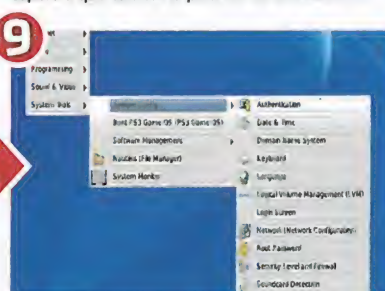 9
Programming
Sound & Video
System Tools
Authentication
Boot PS3 Game OS (PS3 Game OS)
Date & Time
Software Management
Domain Name System
Nautilus (File Manager)
Keyboard
System Monitor
Language
Logical Volume Management (LVM)
Login Screen
Network (Network Configuration)
Root Password
Security Level and Firewall
Soundcard Detection